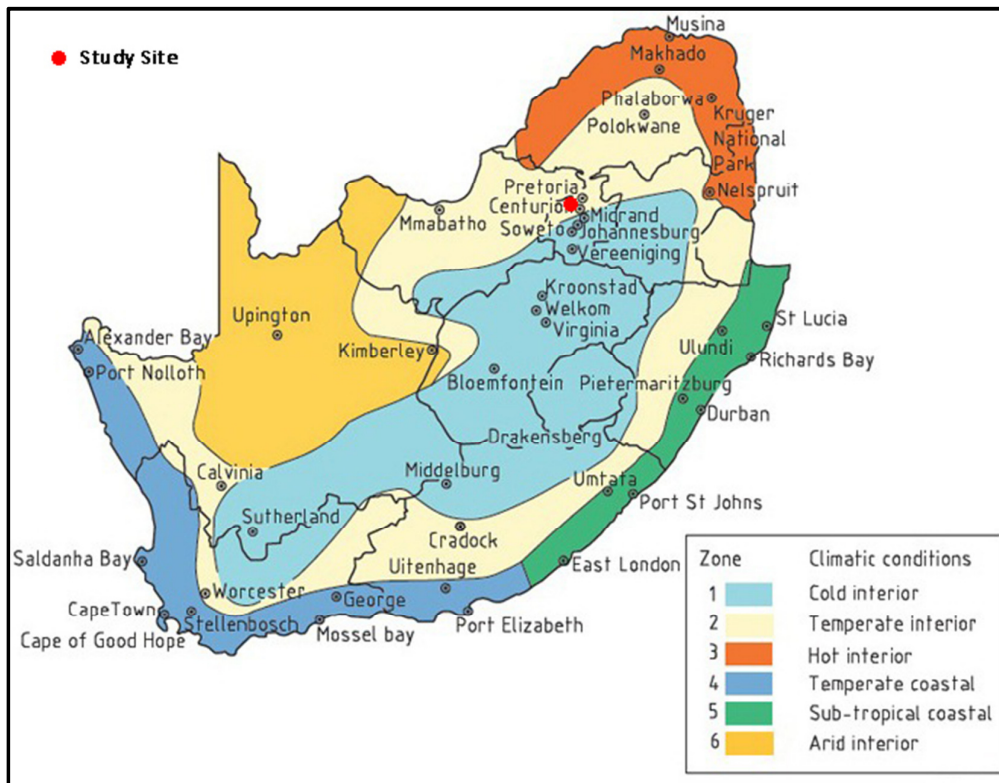 Study Site
Musina
Makhado
Phalaborwa
Polokwane
Kruger
National
Park
Pretoria
Nelspruit
Centurion
Mmabatho
Midrand
Soweto
Johannesburg
Vereeniging
Kroonstad
Welkom
Virginia
Upington
St Lucia
Alexander Bay
Ulundi
Kimberley
Richards Bay
Port Nolloth
Bloemfontein
Pietermaritzburg
Durban
Drakensberg
Calvinia
Middelburg
Umtata
Port St Johns
Sutherland
Cradock
Saldanha Bay
Uitenhage
East London
Worcester
George
CapeTown
Stellenbosch
Port Elizabeth
Cape of Good Hope
Mossel bay
Zone Climatic conditions
1 Cold interior
2 Temperate interior
3 Hot interior
4 Temperate coastal
5 Sub-tropical coastal
6 Arid interior